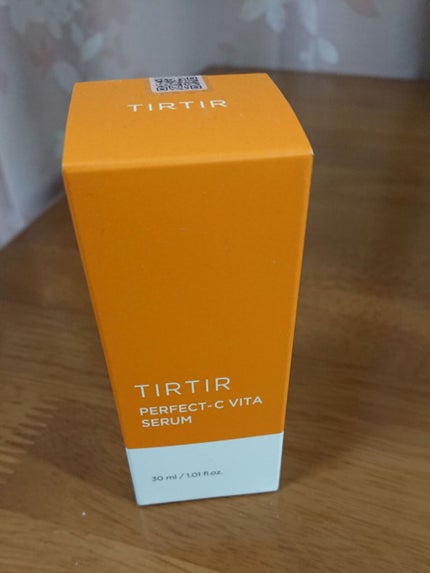 TIRTIR
TIRTIR
PERFECT-C VITA
SERUM
30 ml / 1.01 fl.oz.